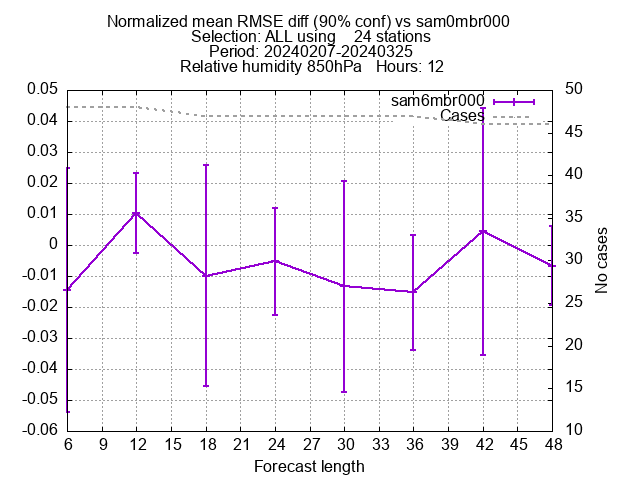 Normalized mean RMSE diff (90% conf) vs sam0mbr000
Selection: ALL using    24 stations
Period: 20240207-20240325
Relative humidity 850hPa   Hours: 12
sam6mbr000
Cases
0.05
0.04
0.03
0.02
0.01
0
-0.01
-0.02
-0.03
-0.04
-0.05
-0.06
50
45
40
35
30
25
20
15
10
No cases
6 9 12 15 18 21 24 27 30 33 36 39 42 45 48
Forecast length